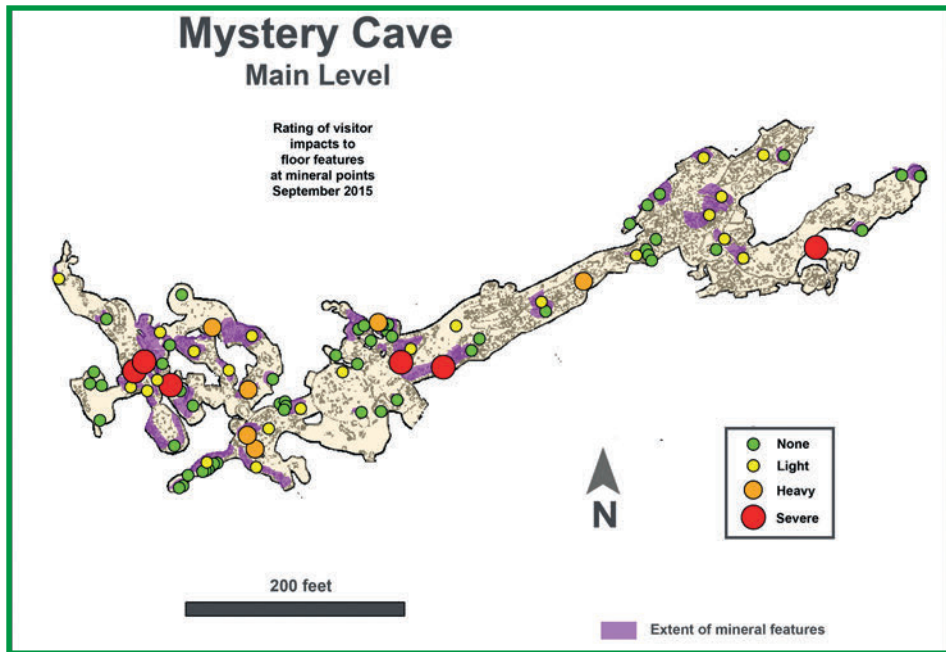 Mystery Cave
Main Level
Rating of visitor
impacts to
floor features
at mineral points
September 2015
None
Light
Heavy
Severe
N
200 feet
Extent of mineral features